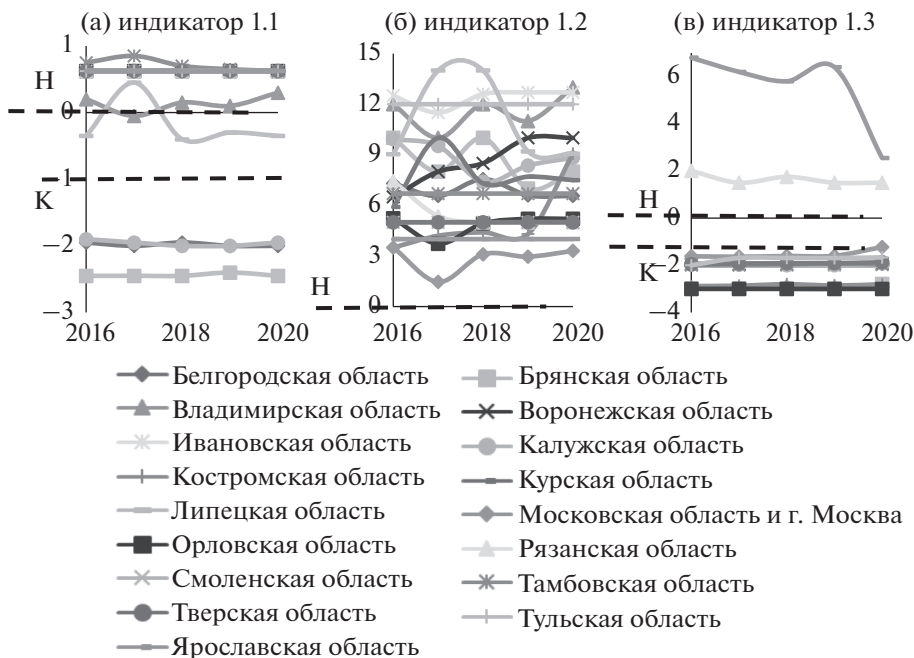 (а) индикатор 1.1
(б) индикатор 1.2
(в) индикатор 1.3
1
Н
0
К
−1
−2
−3
2016 2018 2020
15
12
9
6
3
Н
0
2016 2018 2020
6
4
2
Н
0
К
−2
−4
2016 2018 2020
Белгородская область
Владимирская область
Ивановская область
Костромская область
Липецкая область
Орловская область
Смоленская область
Тверская область
Ярославская область
Брянская область
Воронежская область
Калужская область
Курская область
Московская область и г. Москва
Рязанская область
Тамбовская область
Тульская область